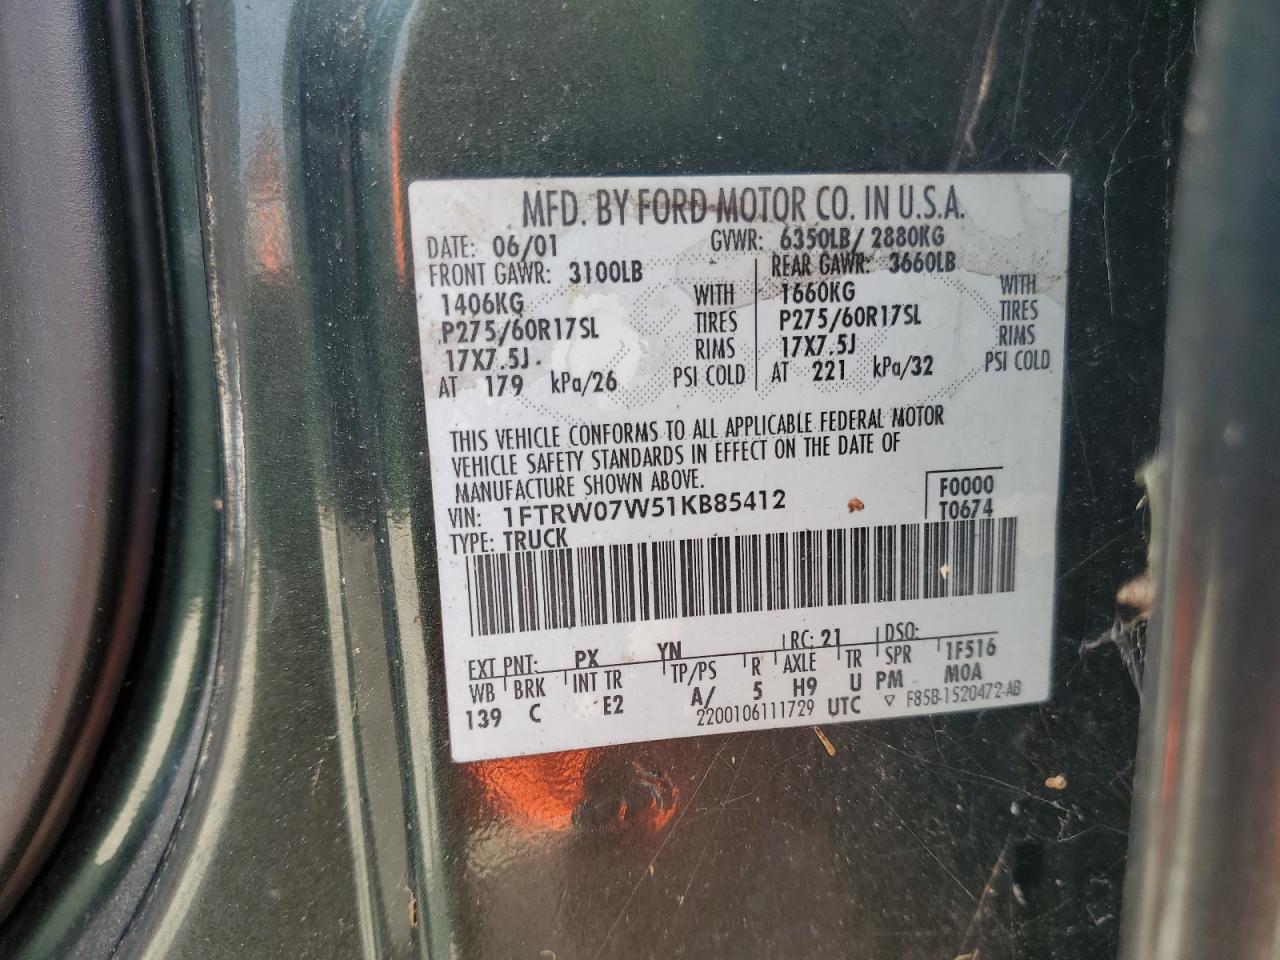 MFD. BY FORD MOTOR CO. IN U.S.A.
DATE: 06/01 GVWR: 6350LB/ 2880KG
FRONT GAWR: 3100LB REAR GAWR: 3660LB
1406KG WITH 1660KG WITH
P275/60R17SL TIRES P275/60R17SL TIRES
17X7.5J RIMS 17X7.5J RIMS
AT 179 kPa/26 PSI COLD AT 221 kPa/32 PSI COLD
THIS VEHICLE CONFORMS TO ALL APPLICABLE FEDERAL MOTOR
VEHICLE SAFETY STANDARDS IN EFFECT ON THE DATE OF
MANUFACTURE SHOWN ABOVE.
F0000
VIN: 1FTRW07W51KB85412 T0674
TYPE: TRUCK
EXT PNT: PX YN RC: 21 DSO:
WB BRK INT TR TP/PS R AXLE TR SPR 1F516
139 C E2 A/ 5 H9 U PM MOA
2200106111729 UTC ▽ F85B-1520472-AB